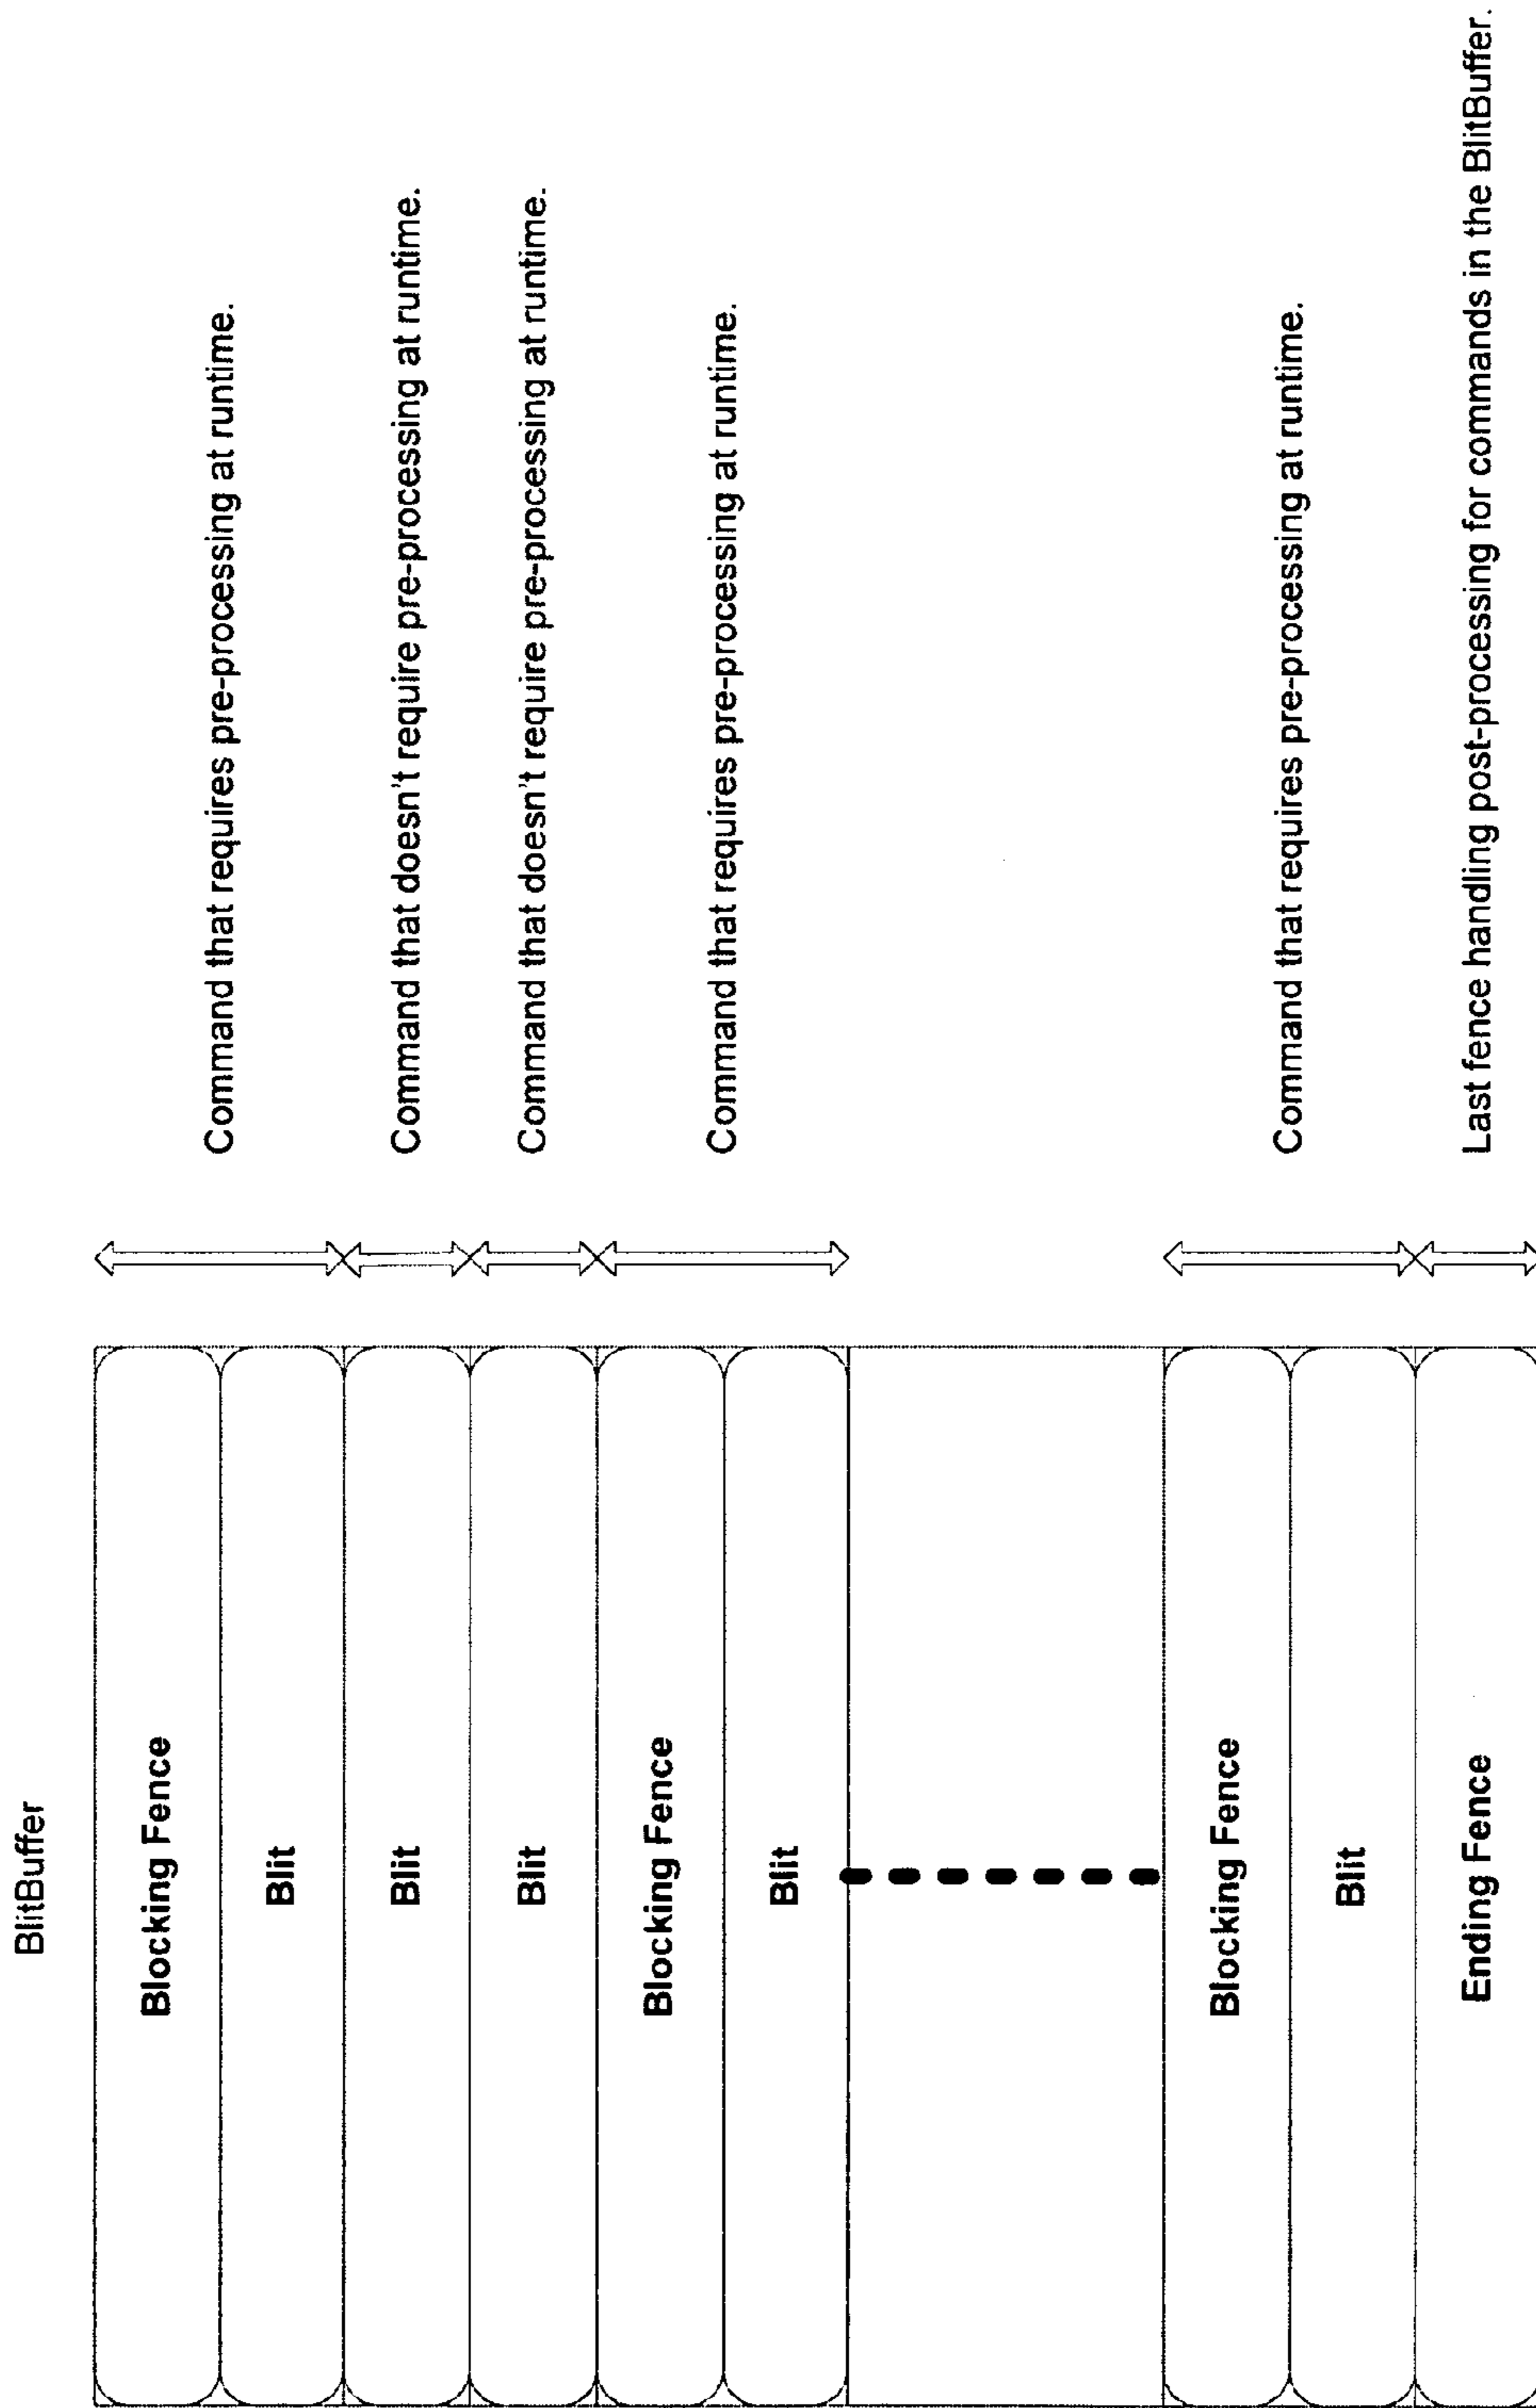 BlitBuffer
Blocking Fence
Blit
Command that requires pre-processing at runtime.
Blit
Command that doesn't require pre-processing at runtime.
Blit
Command that doesn't require pre-processing at runtime.
Blocking Fence
Blit
Command that requires pre-processing at runtime.
Blocking Fence
Blit
Command that requires pre-processing at runtime.
Ending Fence
Last fence handling post-processing for commands in the BlitBuffer.